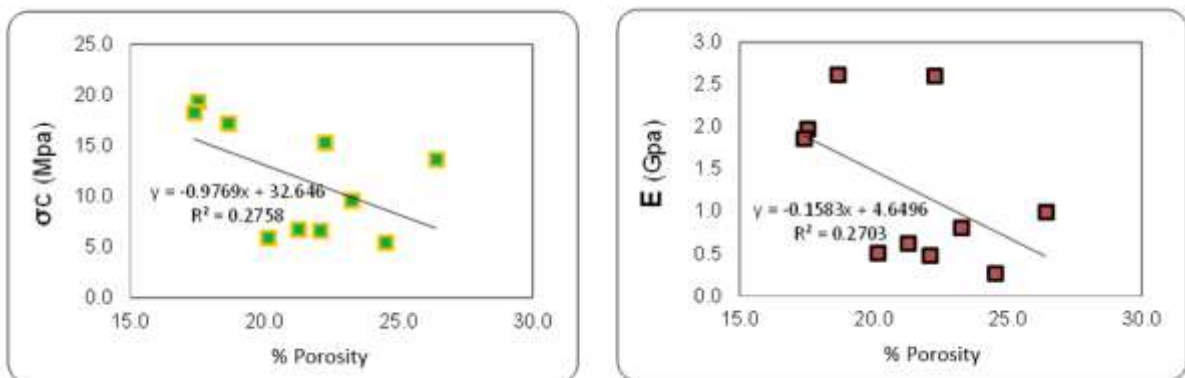 25.0
20.0
15.0
10.0
5.0
0.0
σc (Mpa)
y = -0.9769x + 32.646
R² = 0.2758
15.0 20.0 25.0 30.0
% Porosity
3.0
2.5
2.0
1.5
1.0
0.5
0.0
E (Gpa)
y = -0.1583x + 4.6496
R² = 0.2703
15.0 20.0 25.0 30.0
% Porosity